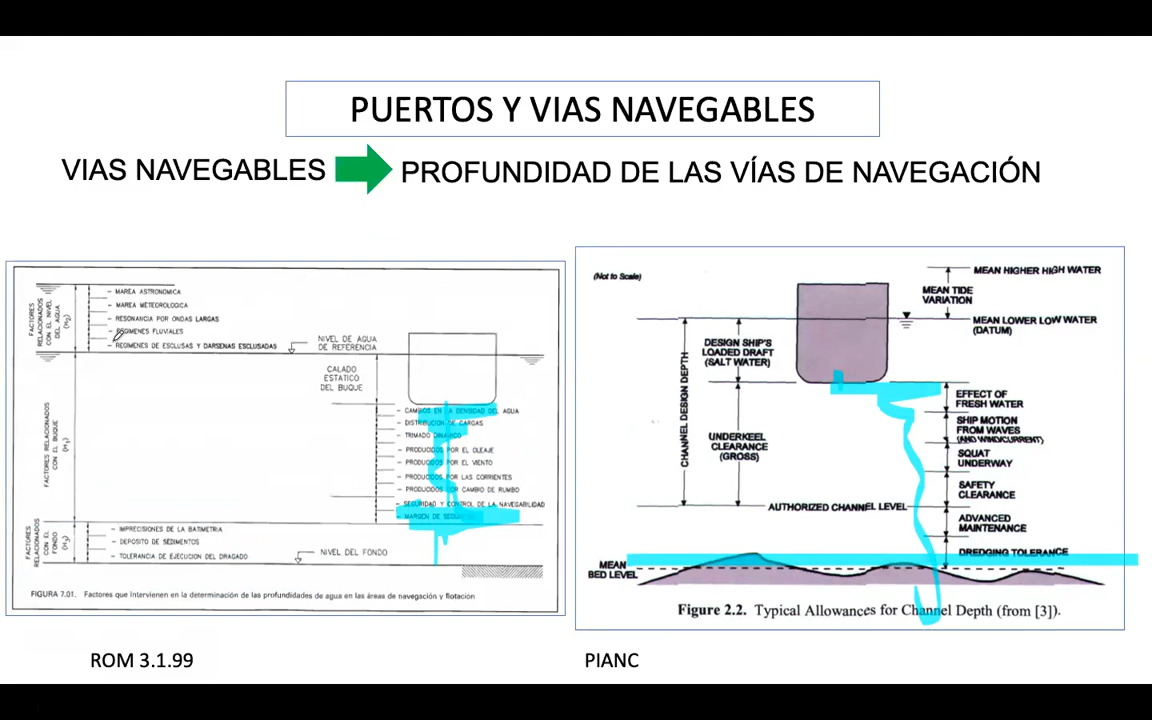 PUERTOS Y VIAS NAVEGABLES
VIAS NAVEGABLES
PROFUNDIDAD DE LAS VÍAS DE NAVEGACIÓN
FACTORES
RELACIONADOS
CON EL NIVEL
DEL AGUA
(H2)
MAREA ASTRONOMICA
MAREA METEOROLOGICA
RESONANCIA POR ONDAS LARGAS
REGIMENES FLUVIALES
REGIMENES DE ESCLUSAS Y DARSENAS ESCLUSADAS
NIVEL DE AGUA
DE REFERENCIA
CALADO
ESTATICO
DEL BUQUE
FACTORES RELACIONADOS
CON EL BUQUE
(H1)
CAMBIOS EN LA DENSIDAD DEL AGUA
DISTRIBUCION DE CARGAS
TRIMADO DINAMICO
PRODUCIDOS POR EL OLEAJE
PRODUCIDOS POR EL VIENTO
PRODUCIDOS POR LAS CORRIENTES
PRODUCIDOS POR CAMBIO DE RUMBO
SEGURIDAD Y CONTROL DE LA NAVEGABILIDAD
MARGEN DE SEGURIDAD
FACTORES
RELACIONADOS
CON EL
FONDO
(H3)
IMPRECISIONES DE LA BATIMETRIA
DEPOSITO DE SEDIMENTOS
TOLERANCIA DE EJECUCION DEL DRAGADO
NIVEL DEL FONDO
FIGURA 7.01. Factores que intervienen en la determinación de las profundidades de agua en las áreas de navegación y flotación
ROM 3.1.99
(Not to Scale)
MEAN HIGHER HIGH WATER
MEAN TIDE
VARIATION
MEAN LOWER LOW WATER
(DATUM)
DESIGN SHIP'S
LOADED DRAFT
(SALT WATER)
CHANNEL DESIGN DEPTH
UNDERKEEL
CLEARANCE
(GROSS)
EFFECT OF
FRESH WATER
SHIP MOTION
FROM WAVES
(AND WIND/CURRENT)
SQUAT
UNDERWAY
SAFETY
CLEARANCE
AUTHORIZED CHANNEL LEVEL
ADVANCED
MAINTENANCE
DREDGING TOLERANCE
MEAN
BED LEVEL
Figure 2.2. Typical Allowances for Channel Depth (from [3]).
PIANC